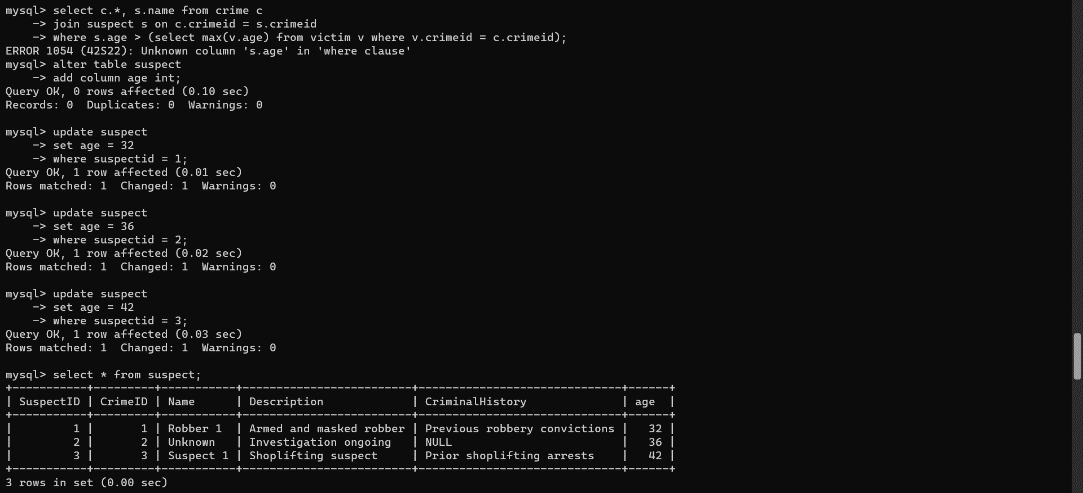 mysql> select c.*, s.name from crime c
    -> join suspect s on c.crimeid = s.crimeid
    -> where s.age > (select max(v.age) from victim v where v.crimeid = c.crimeid);
ERROR 1054 (42S22): Unknown column 's.age' in 'where clause'
mysql> alter table suspect
    -> add column age int;
Query OK, 0 rows affected (0.10 sec)
Records: 0  Duplicates: 0  Warnings: 0

mysql> update suspect
    -> set age = 32
    -> where suspectid = 1;
Query OK, 1 row affected (0.01 sec)
Rows matched: 1  Changed: 1  Warnings: 0

mysql> update suspect
    -> set age = 36
    -> where suspectid = 2;
Query OK, 1 row affected (0.02 sec)
Rows matched: 1  Changed: 1  Warnings: 0

mysql> update suspect
    -> set age = 42
    -> where suspectid = 3;
Query OK, 1 row affected (0.03 sec)
Rows matched: 1  Changed: 1  Warnings: 0

mysql> select * from suspect;
+-----------+---------+-----------+-------------------------+------------------------------+------+
| SuspectID | CrimeID | Name      | Description             | CriminalHistory              | age  |
+-----------+---------+-----------+-------------------------+------------------------------+------+
|         1 |       1 | Robber 1  | Armed and masked robber | Previous robbery convictions |   32 |
|         2 |       2 | Unknown   | Investigation ongoing   | NULL                         |   36 |
|         3 |       3 | Suspect 1 | Shoplifting suspect     | Prior shoplifting arrests    |   42 |
+-----------+---------+-----------+-------------------------+------------------------------+------+
3 rows in set (0.00 sec)